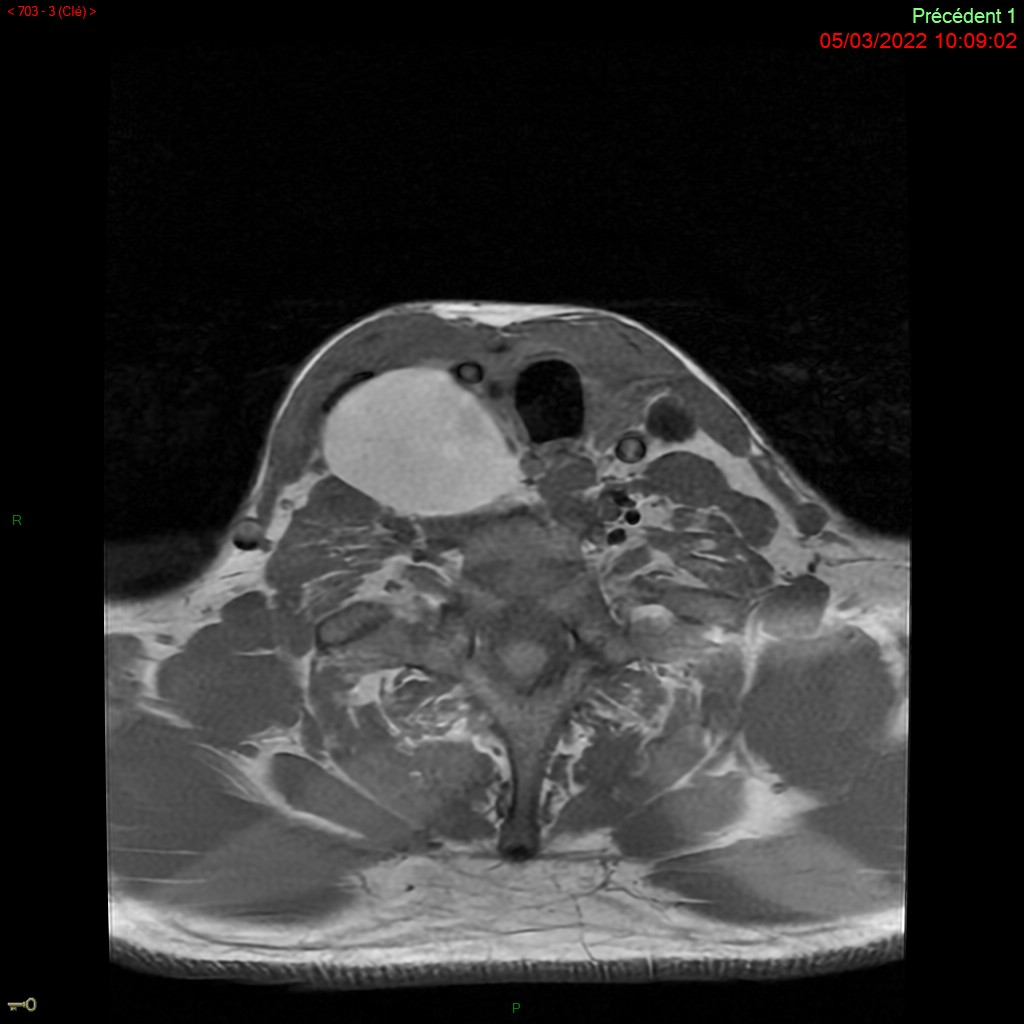 < 703 - 3 (Clé) >
Précédent 1
05/03/2022 10:09:02
R
P